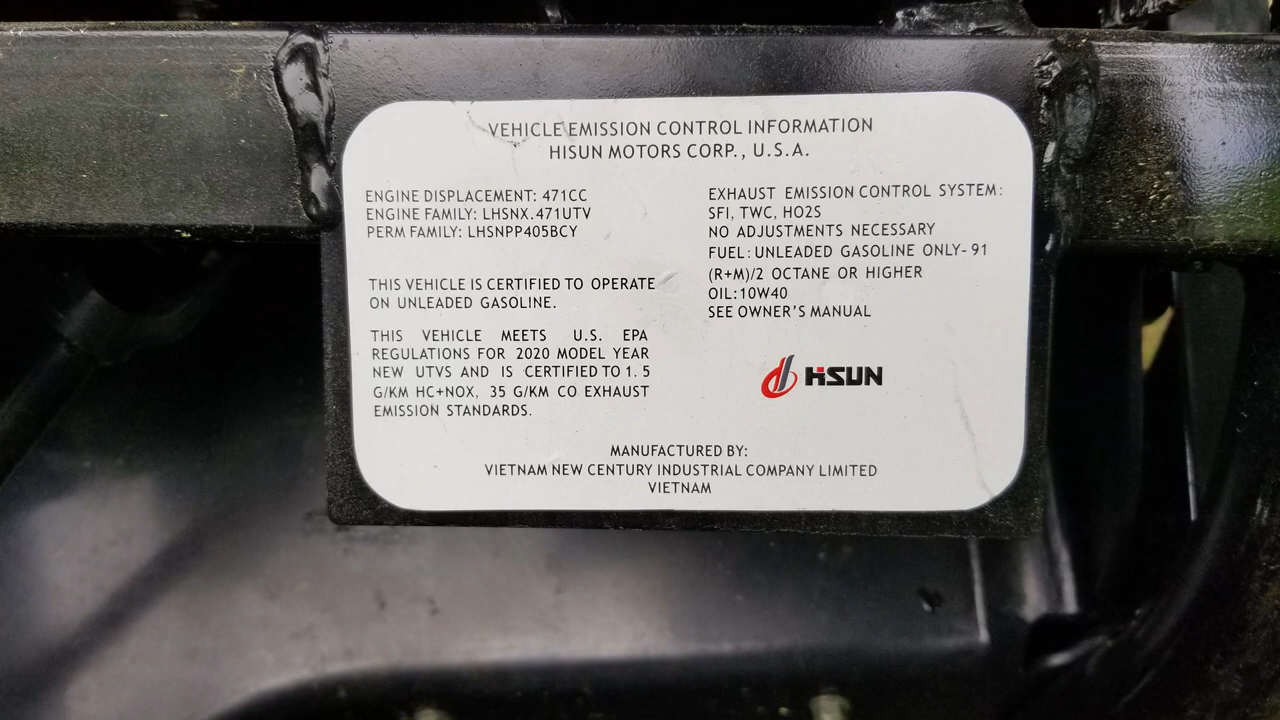 VEHICLE EMISSION CONTROL INFORMATION
HISUN MOTORS CORP., U.S.A.
ENGINE DISPLACEMENT: 471CC
ENGINE FAMILY: LHSNX.471UTV
PERM FAMILY: LHSNPP405BCY
THIS VEHICLE IS CERTIFIED TO OPERATE
ON UNLEADED GASOLINE.
THIS VEHICLE MEETS U.S. EPA
REGULATIONS FOR 2020 MODEL YEAR
NEW UTVS AND IS CERTIFIED TO 1.5
G/KM HC+NOX, 35 G/KM CO EXHAUST
EMISSION STANDARDS.
EXHAUST EMISSION CONTROL SYSTEM:
SFI, TWC, HO2S
NO ADJUSTMENTS NECESSARY
FUEL: UNLEADED GASOLINE ONLY- 91
(R+M)/2 OCTANE OR HIGHER
OIL:10W40
SEE OWNER'S MANUAL
HISUN
MANUFACTURED BY:
VIETNAM NEW CENTURY INDUSTRIAL COMPANY LIMITED
VIETNAM